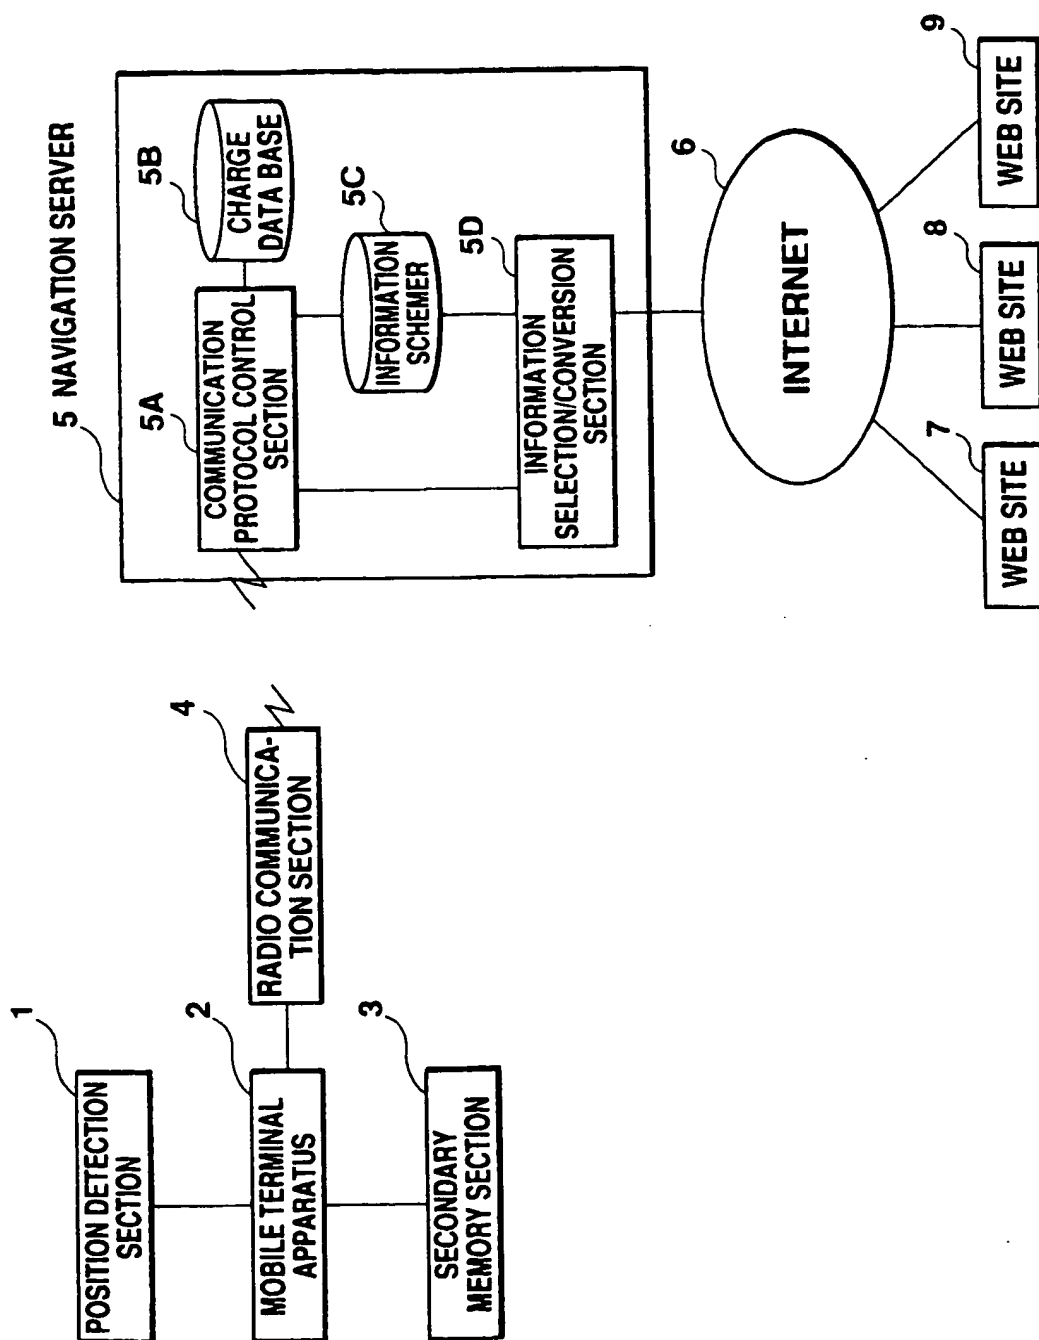 1
POSITION DETECTION
SECTION
2
MOBILE TERMINAL
APPARATUS
3
SECONDARY
MEMORY SECTION
4
RADIO COMMUNICA-
TION SECTION
5 NAVIGATION SERVER
5A
COMMUNICATION
PROTOCOL CONTROL
SECTION
5B
CHARGE
DATA BASE
5C
INFORMATION
SCHEMER
5D
INFORMATION
SELECTION/CONVERSION
SECTION
6
INTERNET
7
WEB SITE
8
WEB SITE
9
WEB SITE